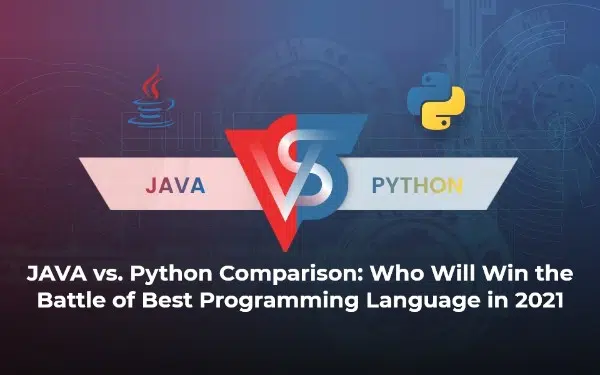 JAVA
VS
PYTHON
JAVA vs. Python Comparison: Who Will Win the
Battle of Best Programming Language in 2021